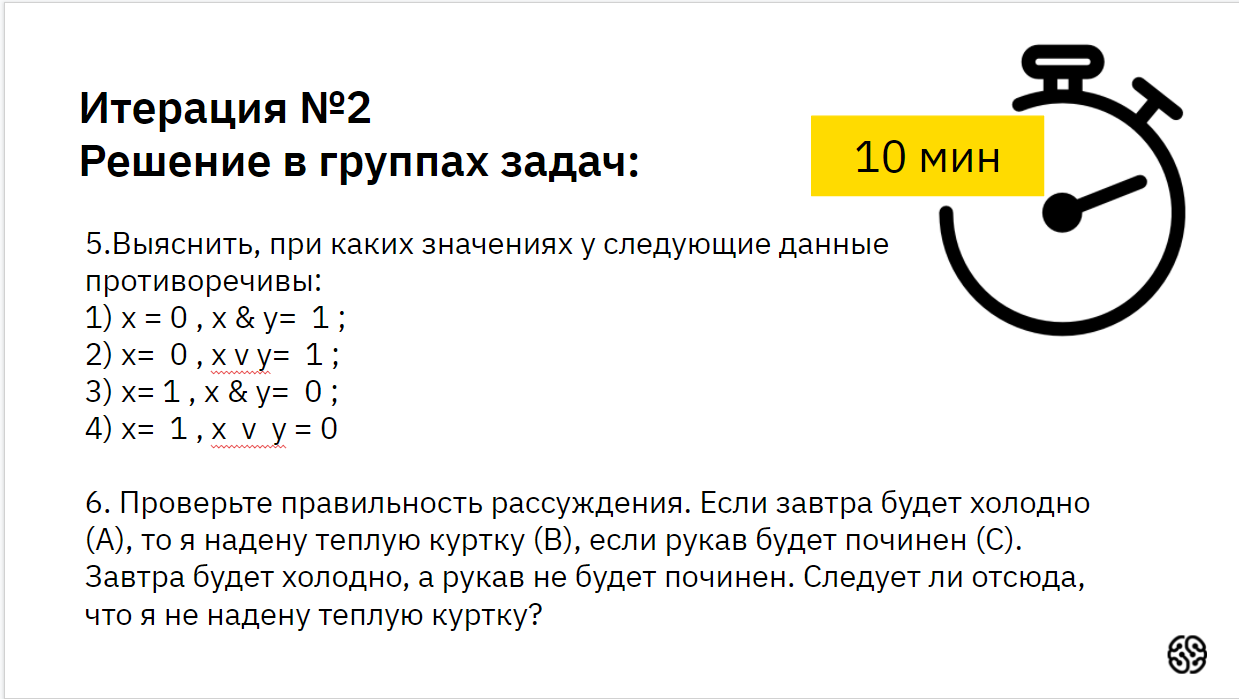 Итерация №2
Решение в группах задач:
10 мин
5.Выяснить, при каких значениях y следующие данные
противоречивы:
1) x = 0 , x & y=  1 ;
2) x=  0 , x v y=  1 ;
3) x= 1 , x & y=  0 ;
4) x=  1 , x  v  y = 0
6. Проверьте правильность рассуждения. Если завтра будет холодно
(А), то я надену теплую куртку (В), если рукав будет починен (С).
Завтра будет холодно, а рукав не будет починен. Следует ли отсюда,
что я не надену теплую куртку?